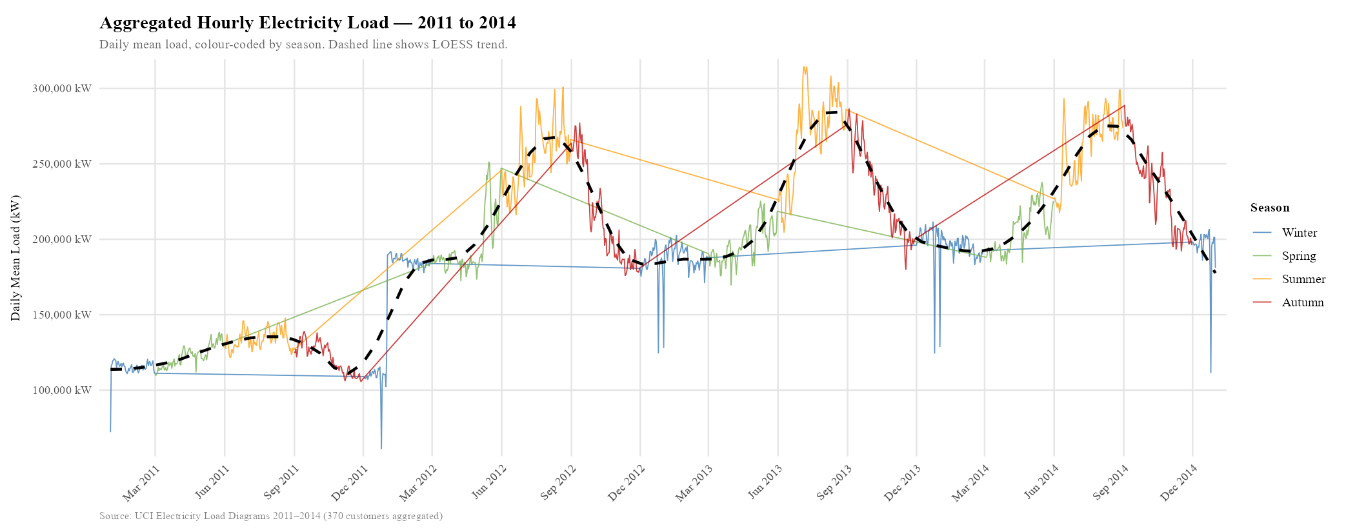 Aggregated Hourly Electricity Load — 2011 to 2014
Daily mean load, colour-coded by season. Dashed line shows LOESS trend.
300,000 kW
250,000 kW
200,000 kW
150,000 kW
100,000 kW
Daily Mean Load (kW)
Mar 2011
Jun 2011
Sep 2011
Dec 2011
Mar 2012
Jun 2012
Sep 2012
Dec 2012
Mar 2013
Jun 2013
Sep 2013
Dec 2013
Mar 2014
Jun 2014
Sep 2014
Dec 2014
Season
Winter
Spring
Summer
Autumn
Source: UCI Electricity Load Diagrams 2011–2014 (370 customers aggregated)